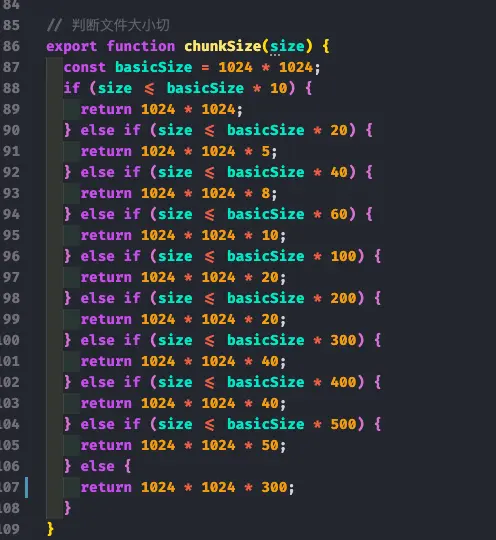 84
85 // 判断文件大小切
86 export function chunkSize(size) {
87 const basicSize = 1024 * 1024;
88 if (size <= basicSize * 10) {
89 return 1024 * 1024;
90 } else if (size <= basicSize * 20) {
91 return 1024 * 1024 * 5;
92 } else if (size <= basicSize * 40) {
93 return 1024 * 1024 * 8;
94 } else if (size <= basicSize * 60) {
95 return 1024 * 1024 * 10;
96 } else if (size <= basicSize * 100) {
97 return 1024 * 1024 * 20;
98 } else if (size <= basicSize * 200) {
99 return 1024 * 1024 * 20;
100 } else if (size <= basicSize * 300) {
101 return 1024 * 1024 * 40;
102 } else if (size <= basicSize * 400) {
103 return 1024 * 1024 * 40;
104 } else if (size <= basicSize * 500) {
105 return 1024 * 1024 * 50;
106 } else {
107 return 1024 * 1024 * 300;
108 }
109 }